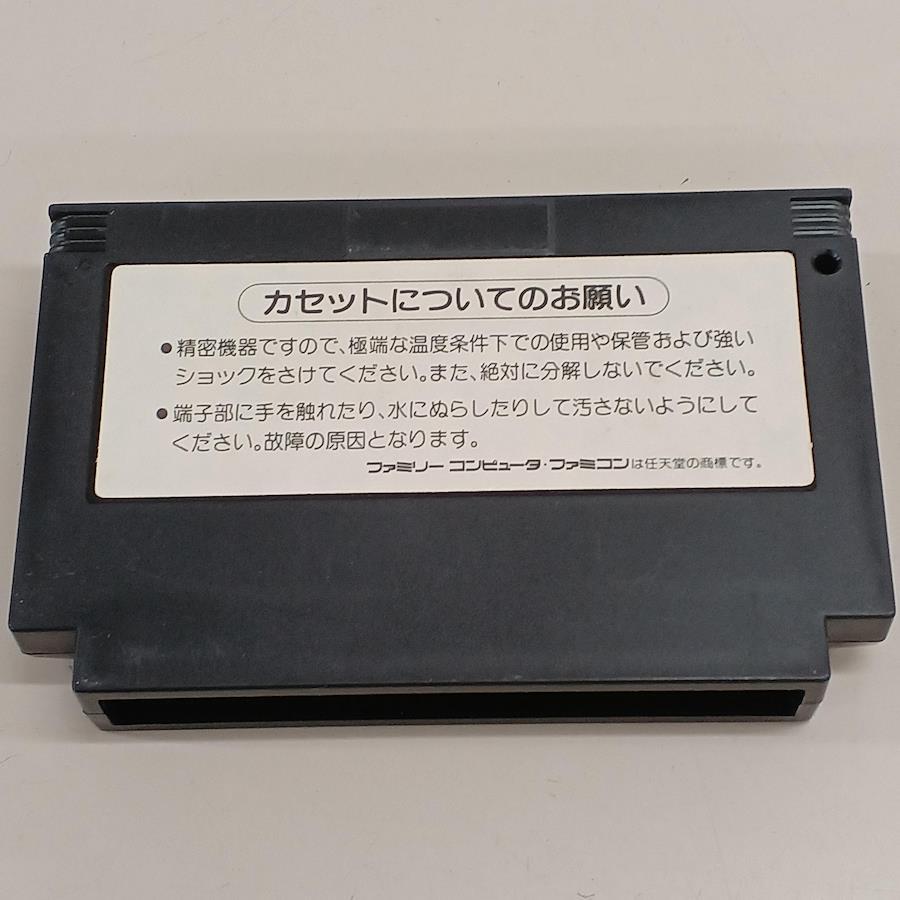 カセットについてのお願い
●精密機器ですので、極端な温度条件下での使用や保管および強い
ショックをさけてください。また、絶対に分解しないでください。
●端子部に手を触れたり、水にぬらしたりして汚さないようにして
ください。故障の原因となります。
ファミリーコンピュータ・ファミコンは任天堂の商標です。